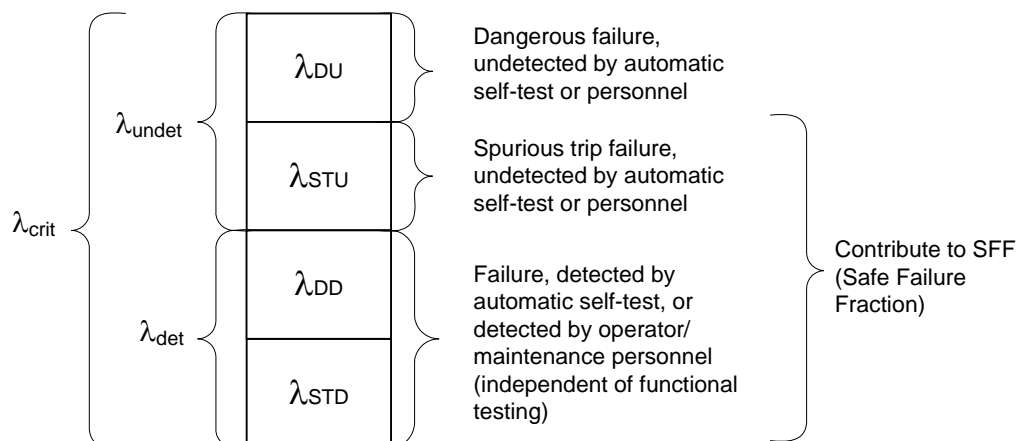 λcrit
λundet
λdet
λDU
λSTU
λDD
λSTD
Dangerous failure,
undetected by automatic
self-test or personnel
Spurious trip failure,
undetected by automatic
self-test or personnel
Failure, detected by
automatic self-test, or
detected by operator/
maintenance personnel
(independent of functional
testing)
Contribute to SFF
(Safe Failure
Fraction)